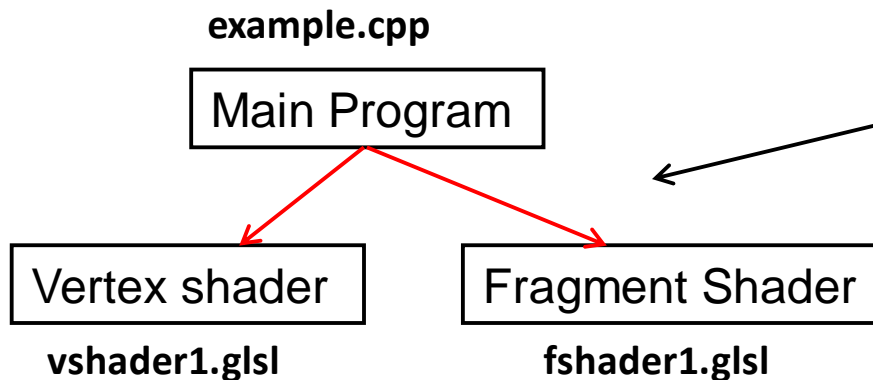 example.cpp
Main Program
Vertex shader
Fragment Shader
vshader1.glsl
fshader1.glsl